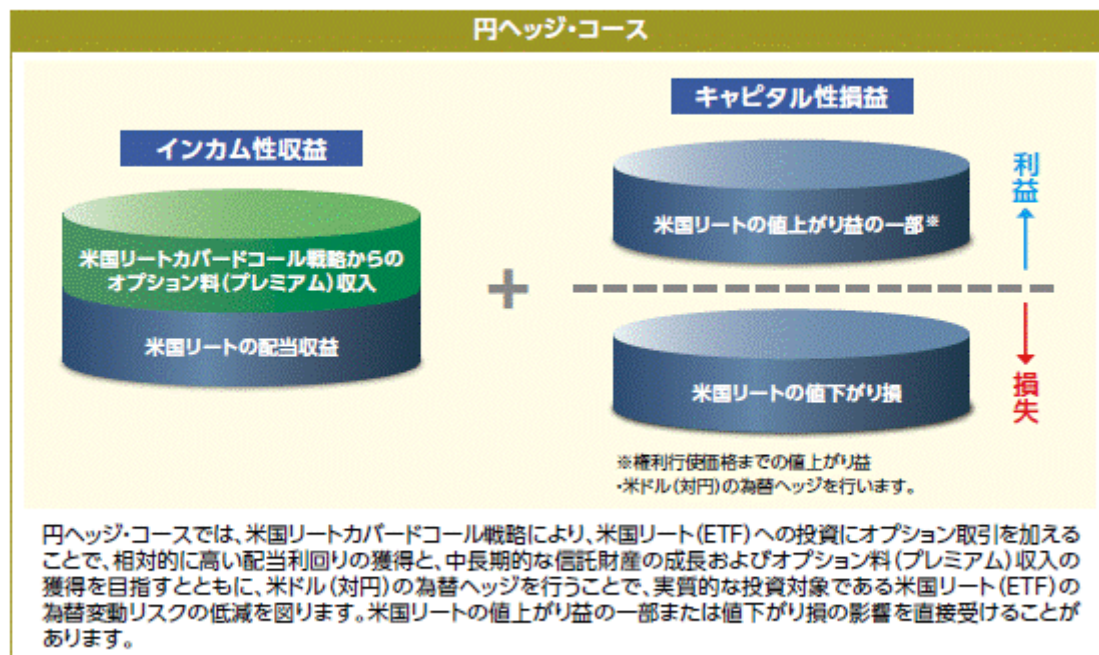 円ヘッジ・コース
インカム性収益
米国リートカバードコール戦略からの
オプション料(プレミアム)収入
米国リートの配当収益
+
キャピタル性損益
米国リートの値上がり益の一部※
米国リートの値下がり損
利益
損失
※権利行使価格までの値上がり益
・米ドル(対円)の為替ヘッジを行います。
円ヘッジ・コースでは、米国リートカバードコール戦略により、米国リート(ETF)への投資にオプション取引を加える
ことで、相対的に高い配当利回りの獲得と、中長期的な信託財産の成長およびオプション料(プレミアム)収入の
獲得を目指すとともに、米ドル(対円)の為替ヘッジを行うことで、実質的な投資対象である米国リート(ETF)の
為替変動リスクの低減を図ります。米国リートの値上がり益の一部または値下がり損の影響を直接受けることが
あります。